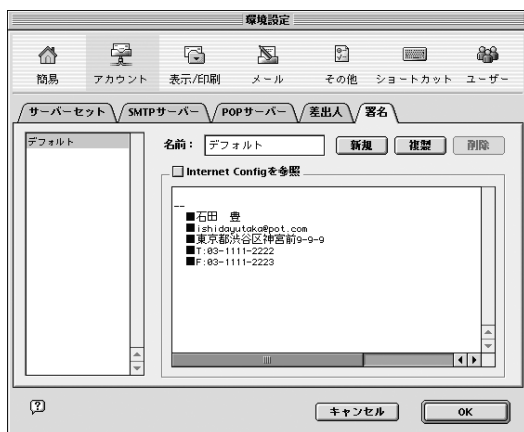 環境設定
簡易 アカウント 表示/印刷 メール その他 ショートカット ユーザー
サーバーセット SMTPサーバー POPサーバー 差出人 署名
デフォルト
名前： デフォルト 新規 複製 削除
Internet Configを参照
--
■石田 豊
■ishidayutaka@pot.com
■東京都渋谷区神宮前9-9-9
■T:03-1111-2222
■F:03-1111-2223
? キャンセル OK